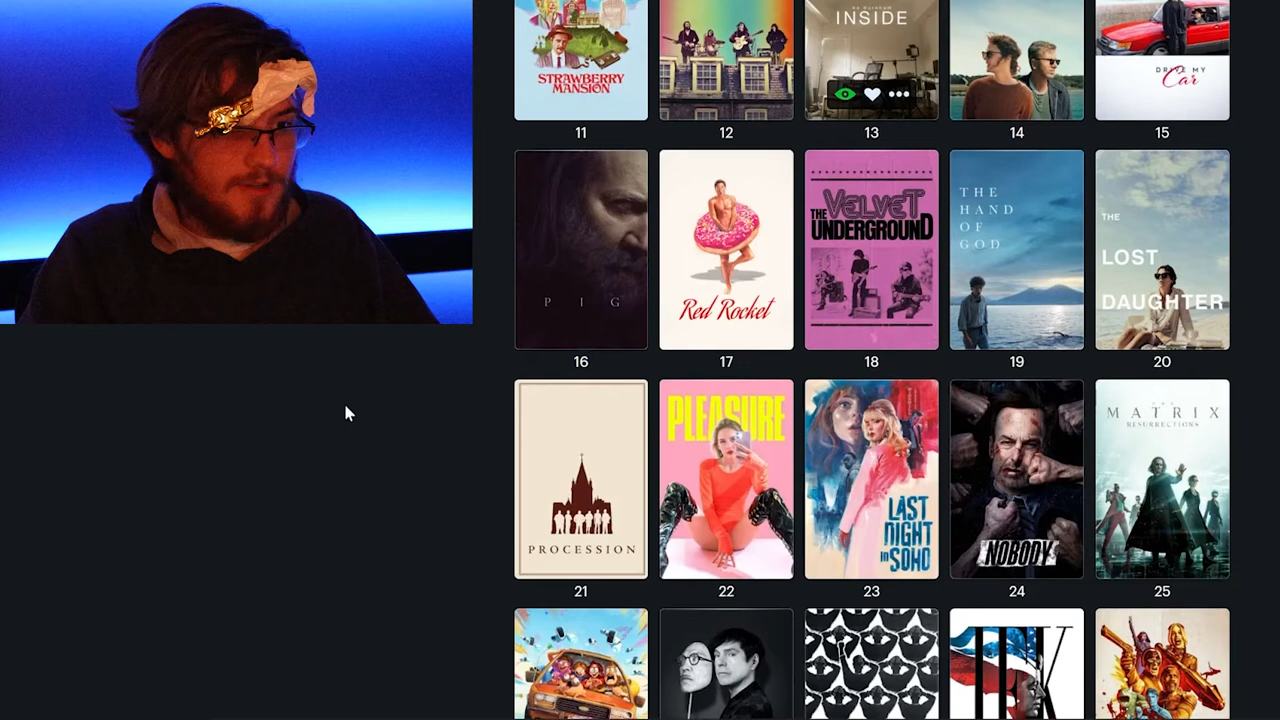 STRAWBERRY
MANSION
INSIDE
DRIVE MY
Car
11
12
13
14
15
PIG
Red Rocket
THE VELVET
UNDERGROUND
THE
HAND
OF
GOD
THE
LOST
DAUGHTER
16
17
18
19
20
PROCESSION
PLEASURE
LAST
NIGHT
IN SOHO
NOBODY
THE
MATRIX
RESURRECTIONS
21
22
23
24
25